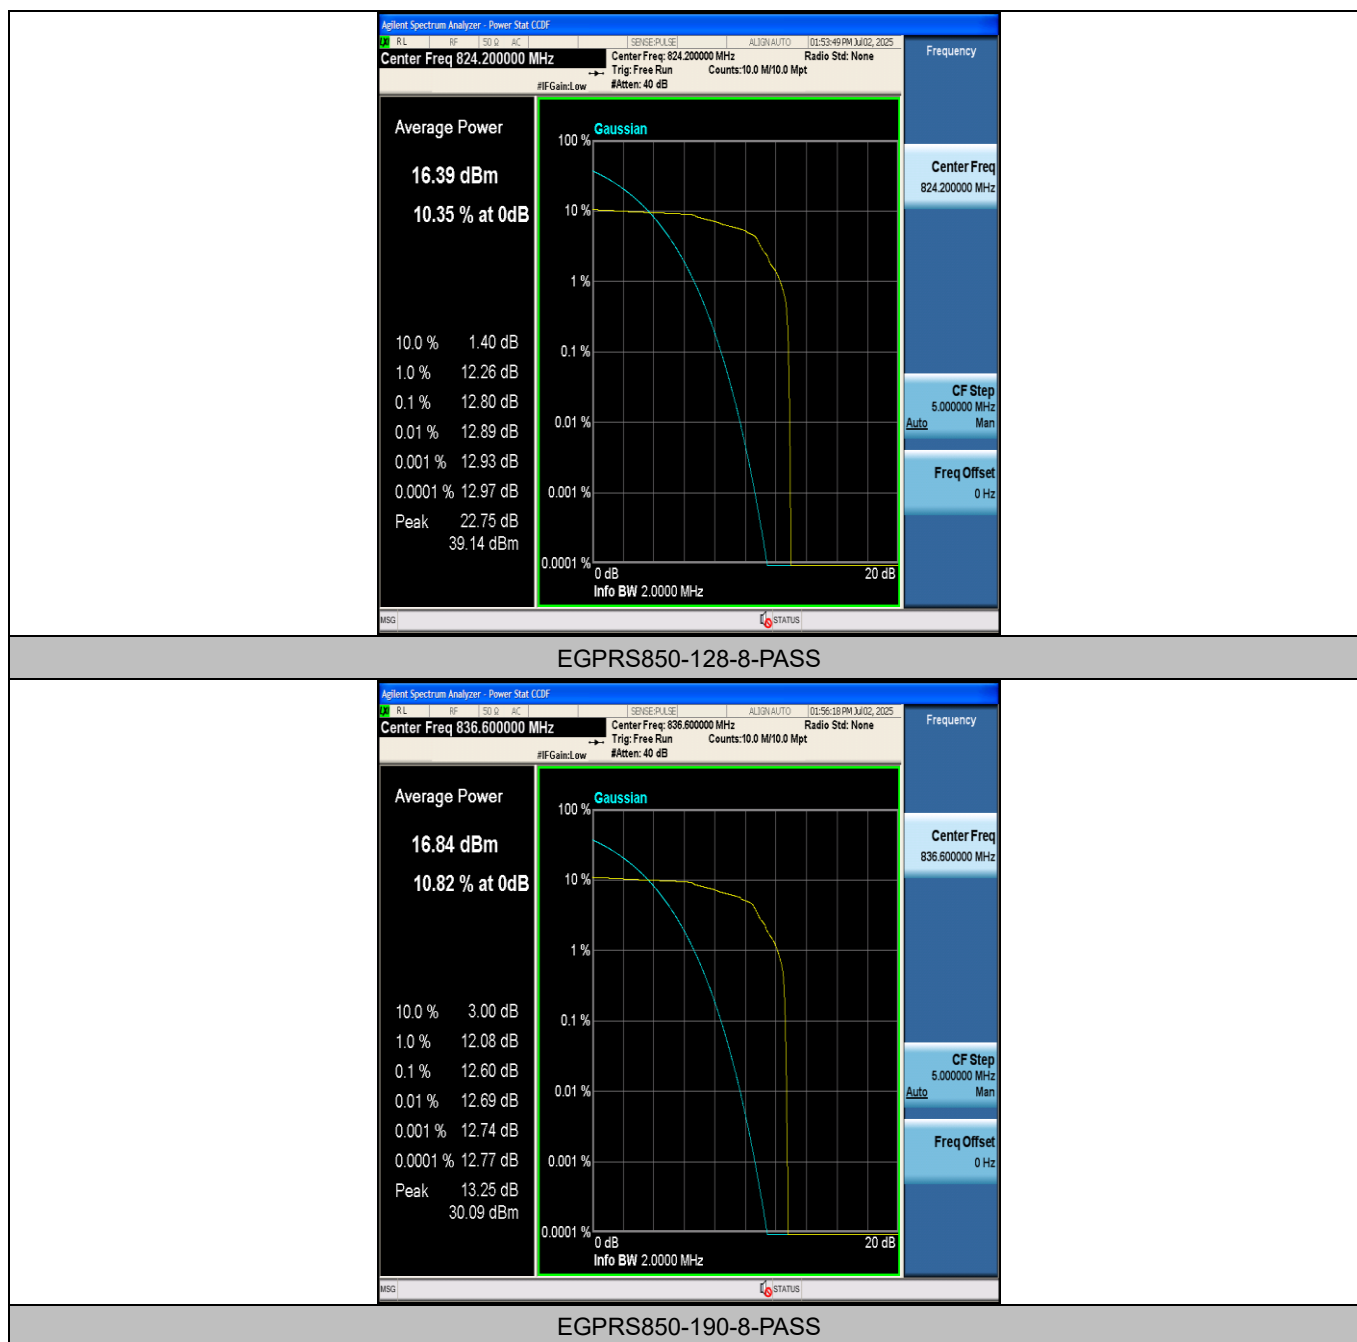 Agilent Spectrum Analyzer - Power Stat CCDF
RL RF 50 Ω AC SENSE:PULSE ALIGNAUTO 01:53:49 PM Jul 02, 2025
Center Freq 824.200000 MHz
Center Freq: 824.200000 MHz Radio Std: None
Trig: Free Run Counts:10.0 M/10.0 Mpt
#IFGain:Low #Atten: 40 dB
Frequency
Average Power
16.39 dBm
10.35 % at 0dB
10.0 % 1.40 dB
1.0 % 12.26 dB
0.1 % 12.80 dB
0.01 % 12.89 dB
0.001 % 12.93 dB
0.0001 % 12.97 dB
Peak 22.75 dB
39.14 dBm
Gaussian
100 %
10 %
1 %
0.1 %
0.01 %
0.001 %
0.0001 %
0 dB 20 dB
Info BW 2.0000 MHz
Center Freq
824.200000 MHz
CF Step
5.000000 MHz
Auto Man
Freq Offset
0 Hz
MSG STATUS
EGPRS850-128-8-PASS
Agilent Spectrum Analyzer - Power Stat CCDF
RL RF 50 Ω AC SENSE:PULSE ALIGNAUTO 01:56:18 PM Jul 02, 2025
Center Freq 836.600000 MHz
Center Freq: 836.600000 MHz Radio Std: None
Trig: Free Run Counts:10.0 M/10.0 Mpt
#IFGain:Low #Atten: 40 dB
Frequency
Average Power
16.84 dBm
10.82 % at 0dB
10.0 % 3.00 dB
1.0 % 12.08 dB
0.1 % 12.60 dB
0.01 % 12.69 dB
0.001 % 12.74 dB
0.0001 % 12.77 dB
Peak 13.25 dB
30.09 dBm
Gaussian
100 %
10 %
1 %
0.1 %
0.01 %
0.001 %
0.0001 %
0 dB 20 dB
Info BW 2.0000 MHz
Center Freq
836.600000 MHz
CF Step
5.000000 MHz
Auto Man
Freq Offset
0 Hz
MSG STATUS
EGPRS850-190-8-PASS